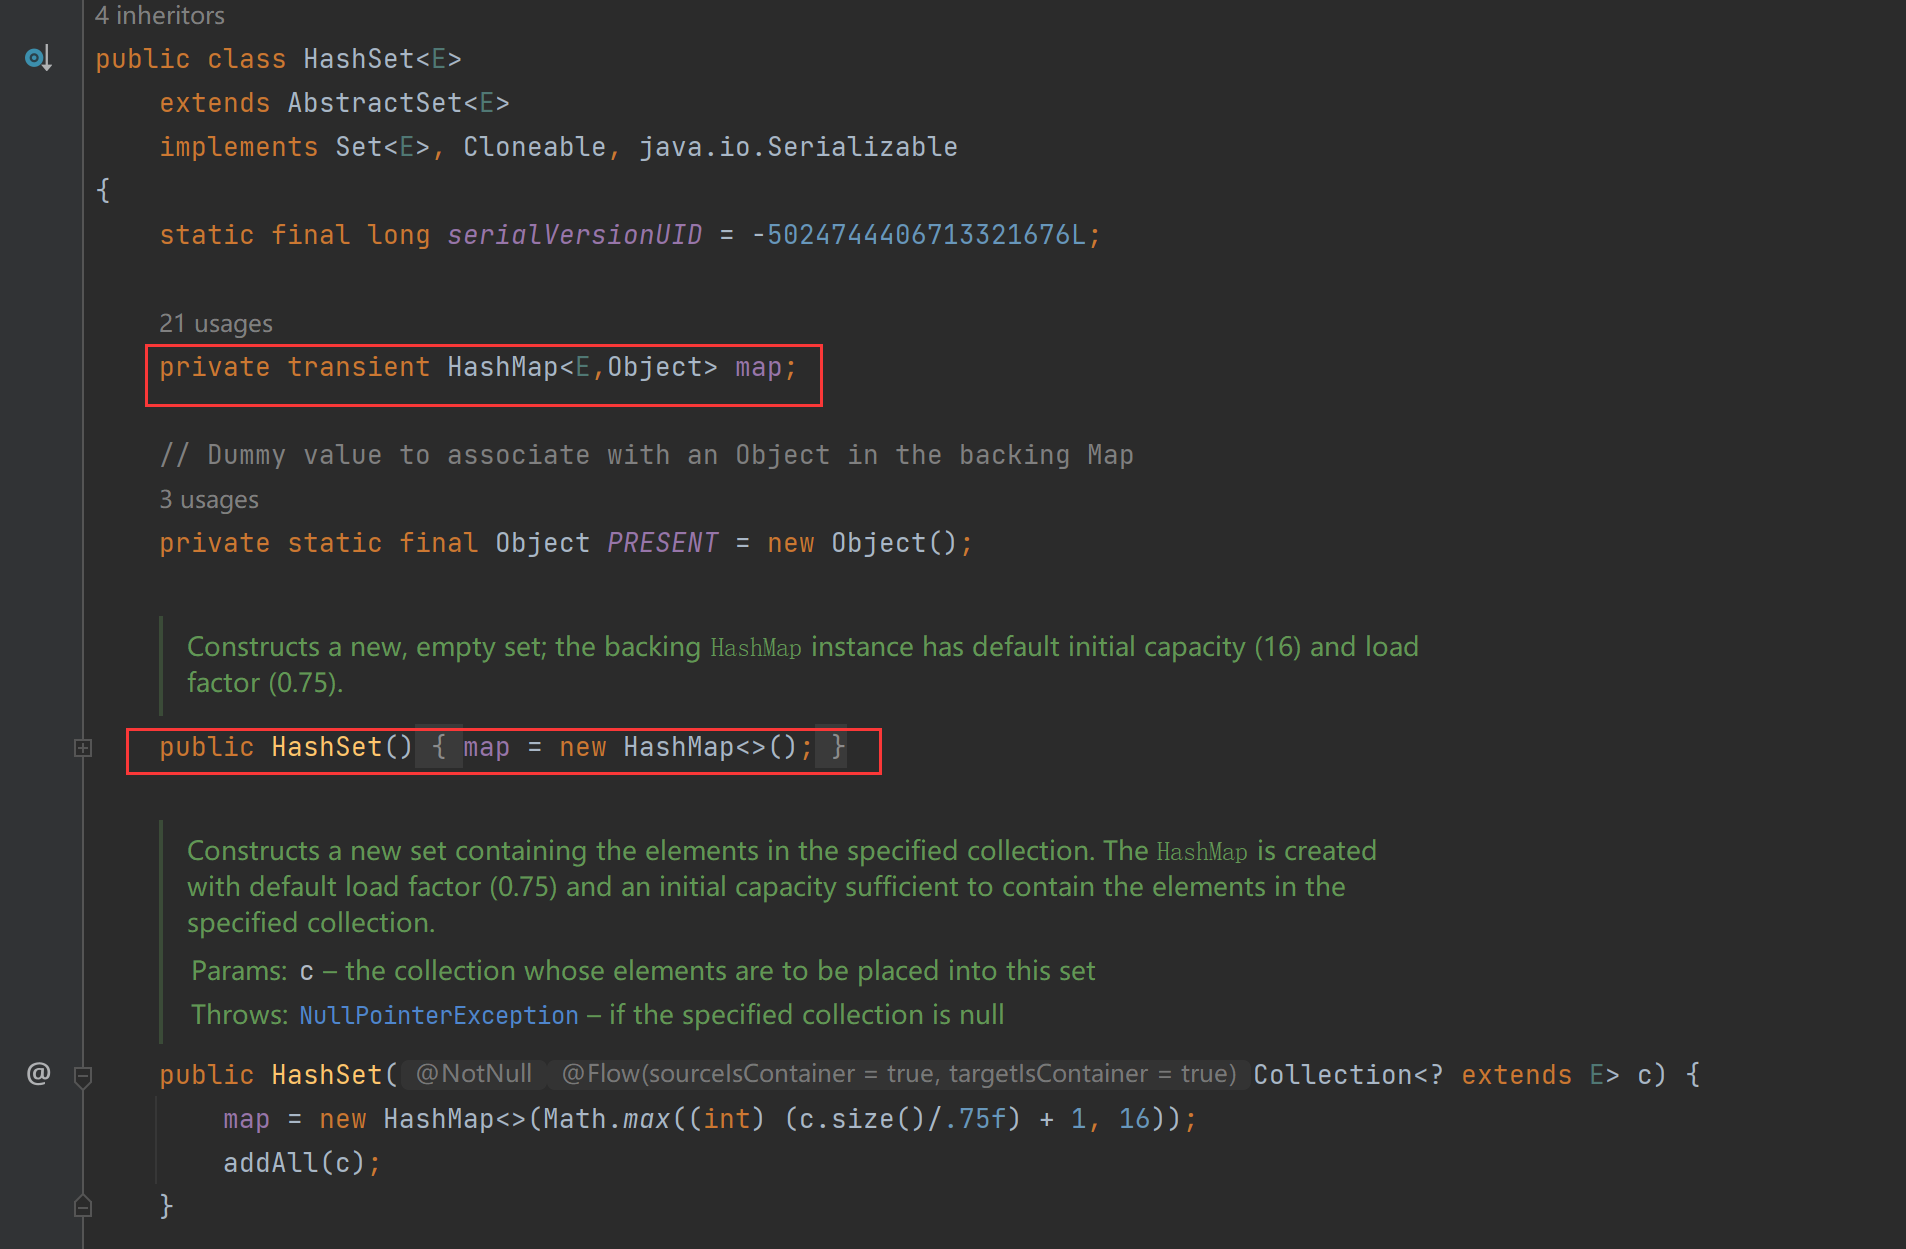 4 inheritors
public class HashSet<E>
    extends AbstractSet<E>
    implements Set<E>, Cloneable, java.io.Serializable
{
    static final long serialVersionUID = -5024744406713321676L;
    21 usages
    private transient HashMap<E,Object> map;
    // Dummy value to associate with an Object in the backing Map
    3 usages
    private static final Object PRESENT = new Object();
    Constructs a new, empty set; the backing HashMap instance has default initial capacity (16) and load
    factor (0.75).
    public HashSet() { map = new HashMap<>(); }
    Constructs a new set containing the elements in the specified collection. The HashMap is created
    with default load factor (0.75) and an initial capacity sufficient to contain the elements in the
    specified collection.
    Params: c – the collection whose elements are to be placed into this set
    Throws: NullPointerException – if the specified collection is null
@   public HashSet( @NotNull @Flow(sourceIsContainer = true, targetIsContainer = true) Collection<? extends E> c) {
        map = new HashMap<>(Math.max((int) (c.size()/.75f) + 1, 16));
        addAll(c);
    }